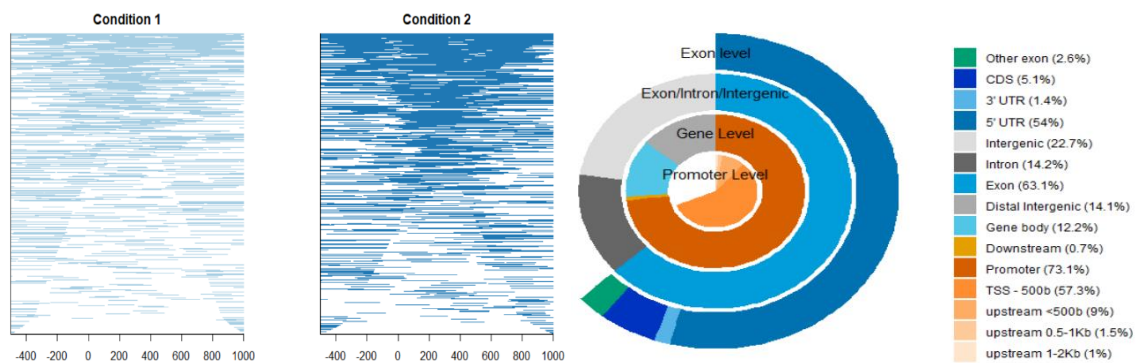 Condition 1
-400 -200 0 200 400 600 800 1000
Condition 2
-400 -200 0 200 400 600 800 1000
Exon level
Exon/Intron/Intergenic
Gene Level
Promoter Level
Other exon (2.6%)
CDS (5.1%)
3' UTR (1.4%)
5' UTR (54%)
Intergenic (22.7%)
Intron (14.2%)
Exon (63.1%)
Distal Intergenic (14.1%)
Gene body (12.2%)
Downstream (0.7%)
Promoter (73.1%)
TSS - 500b (57.3%)
upstream <500b (9%)
upstream 0.5-1Kb (1.5%)
upstream 1-2Kb (1%)